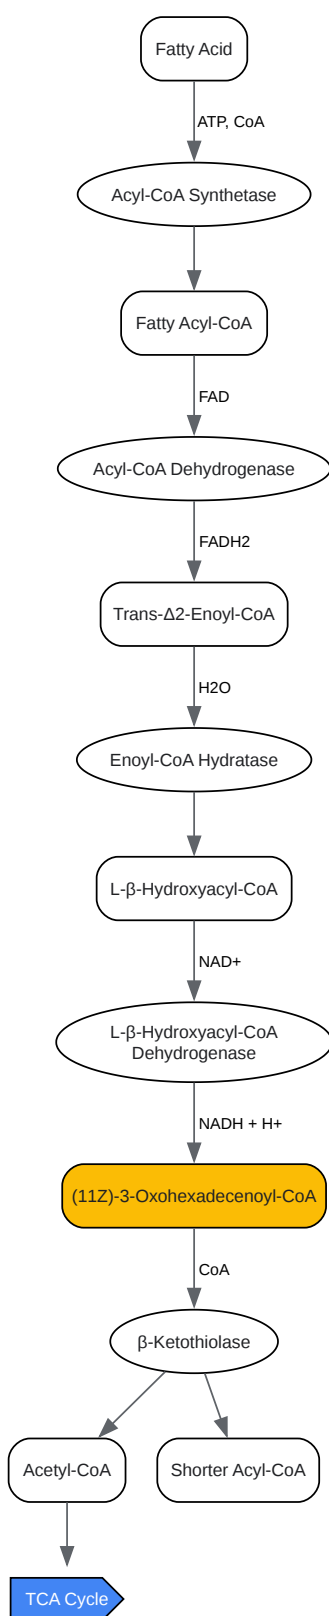 Fatty Acid
ATP, CoA
Acyl-CoA Synthetase
Fatty Acyl-CoA
FAD
Acyl-CoA Dehydrogenase
FADH2
Trans-Δ2-Enoyl-CoA
H2O
Enoyl-CoA Hydratase
L-β-Hydroxyacyl-CoA
NAD+
L-β-Hydroxyacyl-CoA
Dehydrogenase
NADH + H+
(11Z)-3-Oxohexadecenoyl-CoA
CoA
β-Ketothiolase
Acetyl-CoA
Shorter Acyl-CoA
TCA Cycle